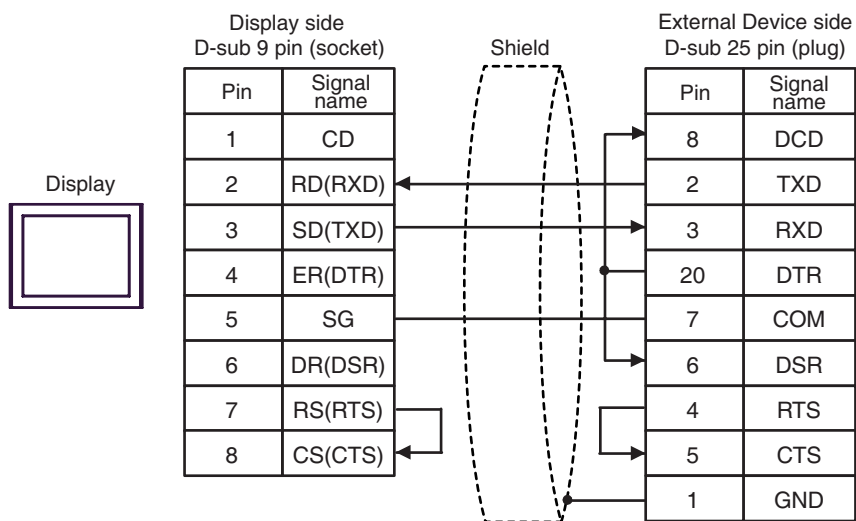 Display side
D-sub 9 pin (socket)
Shield
External Device side
D-sub 25 pin (plug)
Pin Signal name
1 CD
2 RD(RXD)
3 SD(TXD)
4 ER(DTR)
5 SG
6 DR(DSR)
7 RS(RTS)
8 CS(CTS)
Display
Pin Signal name
8 DCD
2 TXD
3 RXD
20 DTR
7 COM
6 DSR
4 RTS
5 CTS
1 GND